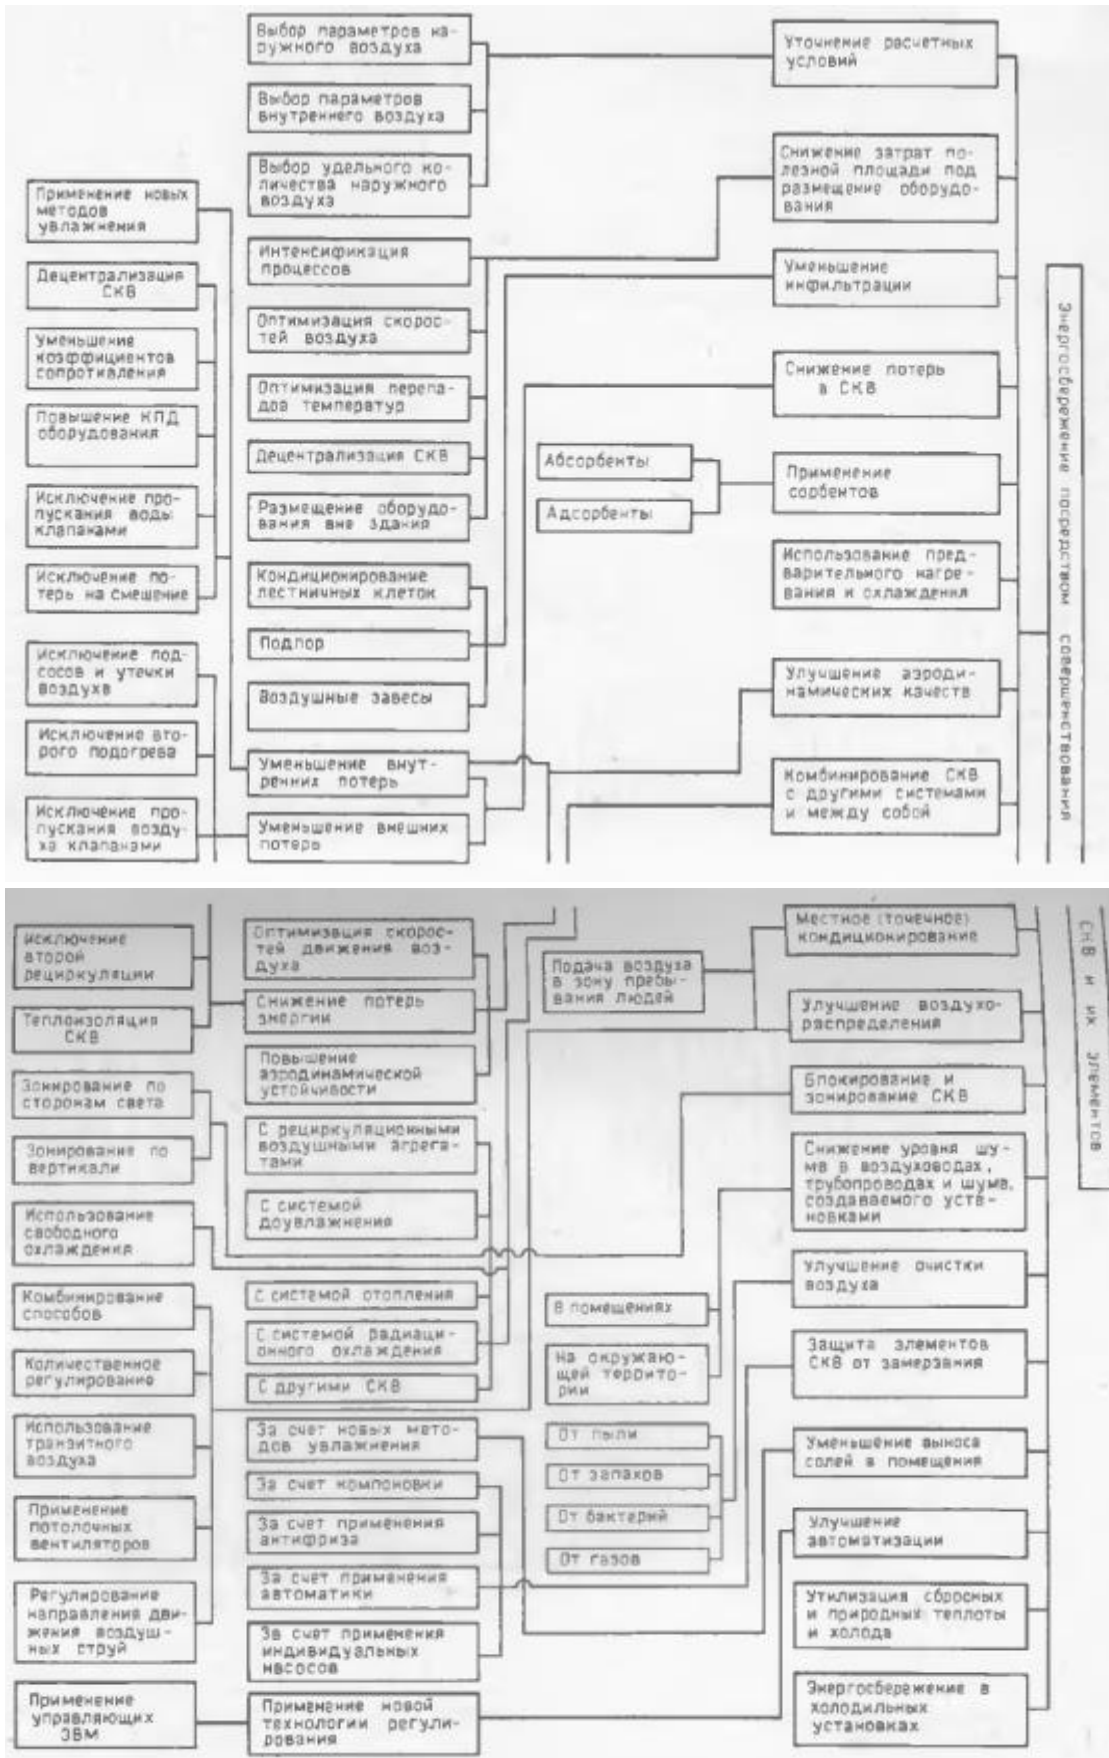 Выбор параметров на-
ружного воздуха
Выбор параметров
внутреннего воздуха
Выбор удельного ко-
личества наружного
воздуха
Применение новых
методов
увлажнения
Децентрализация
СКВ
Уменьшение
коэффициентов
сопротивления
Повышение КПД
оборудования
Исключение про-
пускания воды
клапанами
Исключение по-
терь на смешение
Исключение под-
сосов и утечки
воздуха
Исключение вто-
рого подогрева
Исключение про-
пускания возду-
ха клапанами
Интенсификация
процессов
Оптимизация скорос-
тей воздуха
Оптимизация перепа-
дов температур
Децентрализация СКВ
Размещение оборудо-
вания вне здания
Кондиционирование
лестничных клеток
Подпор
Воздушные завесы
Уменьшение внут-
ренних потерь
Уменьшение внешних
потерь
Абсорбенты
Адсорбенты
Уточнение расчетных
условий
Снижение затрат по-
лезной площади под
размещение оборудо-
вания
Уменьшение
инфильтрации
Снижение потерь
в СКВ
Применение
сорбентов
Использование пред-
варительного нагре-
вания и охлаждения
Улучшение аэроди-
намических качеств
Комбинирование СКВ
с другими системами
и между собой
Энергосбережение посредством совершенствования
Исключение
второй
рециркуляции
Теплоизоляция
СКВ
Зонирование по
сторонам света
Зонирование по
вертикали
Использование
свободного
охлаждения
Комбинирование
способов
Количественное
регулирование
Использование
транзитного
воздуха
Применение
потолочных
вентиляторов
Регулирование
направления дви-
жения воздуш-
ных струй
Применение
управляющих
ЭВМ
Оптимизация скорос-
тей движения воз-
духа
Снижение потерь
энергии
Повышение
аэродинамической
устойчивости
С рециркуляционными
воздушными агрега-
тами
С системой
доувлажнения
С системой отопления
С системой радиаци-
онного охлаждения
С другими СКВ
За счет новых мето-
дов увлажнения
За счет компоновки
За счет применения
антифриза
За счет применения
автоматики
За счет применения
индивидуальных
насосов
Применение новой
технологии регули-
рования
Подача воздуха
в зону пребы-
вания людей
В помещениях
На окружаю-
щей террито-
рии
От пыли
От запахов
От бактерий
От газов
Местное (точечное)
кондиционирование
Улучшение воздухо-
распределения
Блокирование и
зонирование СКВ
Снижение уровня шу-
ма в воздуховодах,
трубопроводах и шума,
создаваемого уста-
новками
Улучшение очистки
воздуха
Защита элементов
СКВ от замерзания
Уменьшение выноса
солей в помещения
Улучшение
автоматизации
Утилизация сбросных
и природных теплоты
и холода
Энергосбережение в
холодильных
установках
СКВ и их элементов